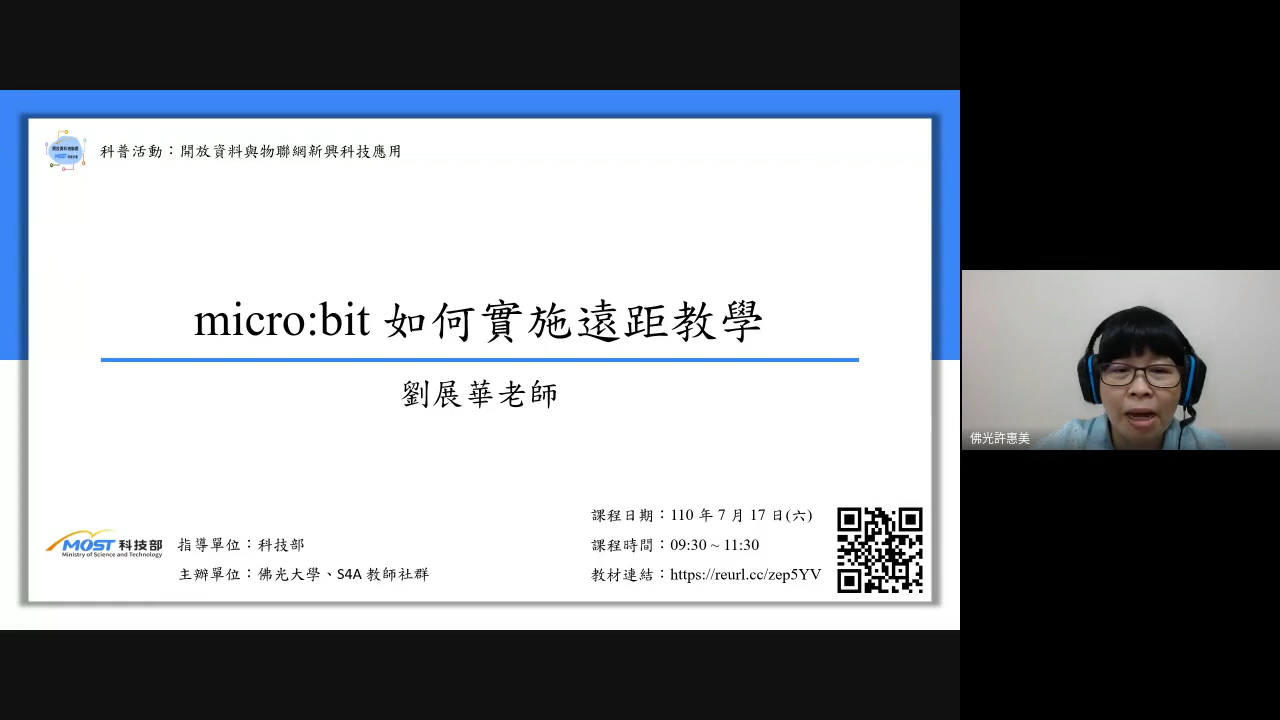 科普活動：開放資料與物聯網新興科技應用
micro:bit 如何實施遠距教學
劉展華老師
MOST 科技部
Ministry of Science and Technology
指導單位：科技部
主辦單位：佛光大學、S4A 教師社群
課程日期：110 年 7 月 17 日(六)
課程時間：09:30 ~ 11:30
教材連結：https://reurl.cc/zep5YV
佛光許惠美